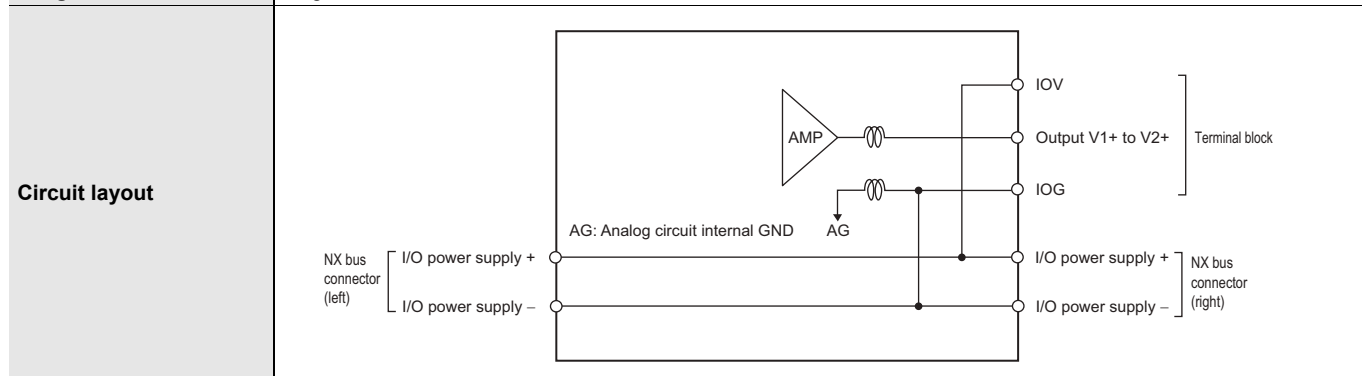 Circuit layout
IOV
AMP
Output V1+ to V2+
Terminal block
IOG
AG: Analog circuit internal GND
AG
NX bus
connector
(left)
I/O power supply +
I/O power supply –
I/O power supply +
I/O power supply –
NX bus
connector
(right)